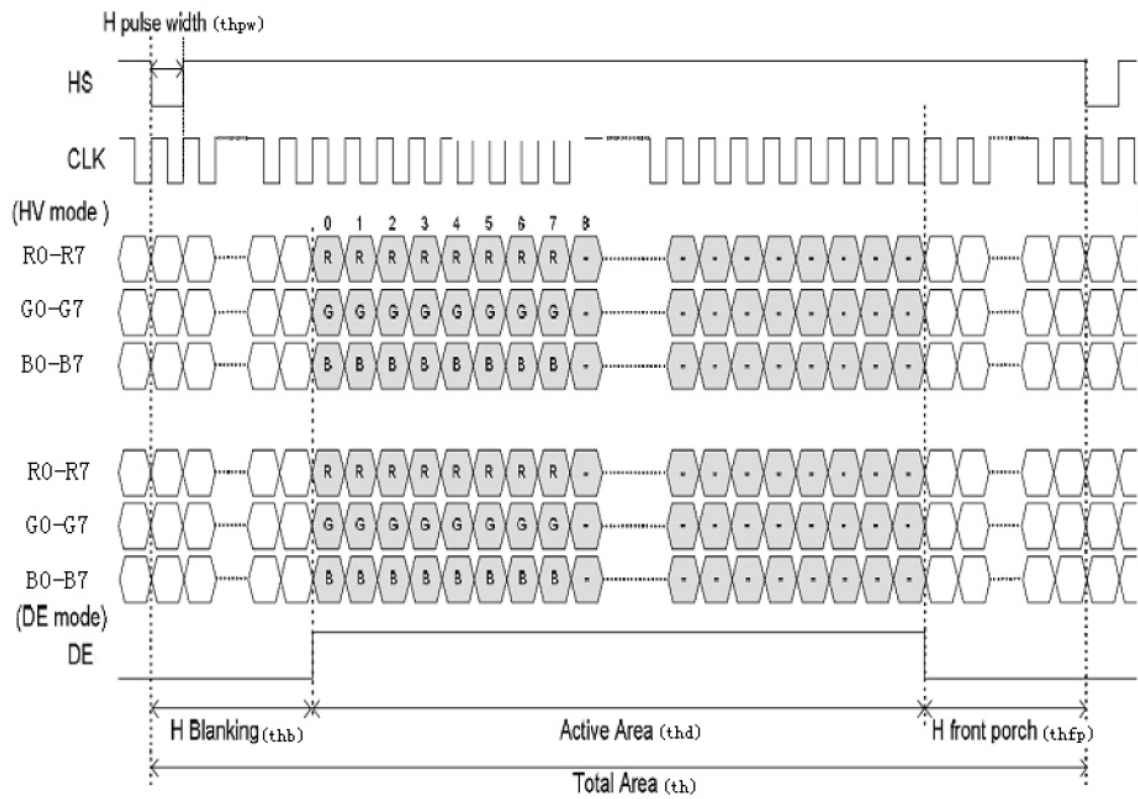 H pulse width (thpw)
HS
CLK
(HV mode )
0 1 2 3 4 5 6 7 8
R0-R7 R R R R R R R R - - - - - - - - -
G0-G7 G G G G G G G G - - - - - - - - -
B0-B7 B B B B B B B B - - - - - - - - -
R0-R7 R R R R R R R R - - - - - - - - -
G0-G7 G G G G G G G G - - - - - - - - -
B0-B7 B B B B B B B B - - - - - - - - -
(DE mode)
DE
H Blanking (thb) Active Area (thd) H front porch (thfp)
Total Area (th)